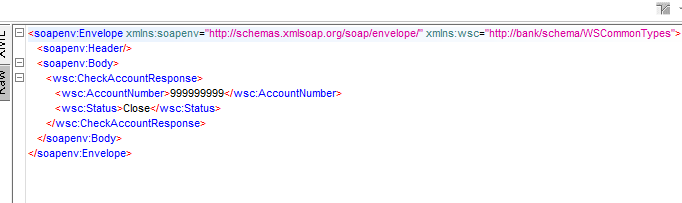 XML
Raw
<soapenv:Envelope xmlns:soapenv="http://schemas.xmlsoap.org/soap/envelope/" xmlns:wsc="http://bank/schema/WSCommonTypes">
<soapenv:Header/>
<soapenv:Body>
<wsc:CheckAccountResponse>
<wsc:AccountNumber>999999999</wsc:AccountNumber>
<wsc:Status>Close</wsc:Status>
</wsc:CheckAccountResponse>
</soapenv:Body>
</soapenv:Envelope>